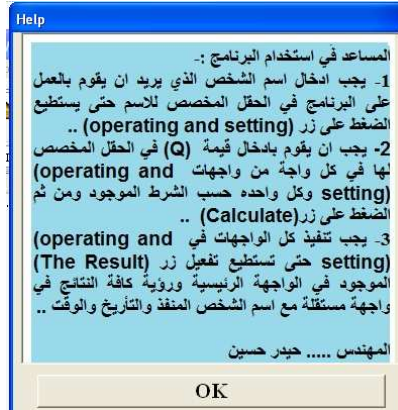 Help
المساعد في استخدام البرنامج :-
1- يجب ادخال اسم الشخص الذي يريد ان يقوم بالعمل
على البرنامج في الحقل المخصص للاسم حتى يستطيع
الضغط على زر (operating and setting) ..
2- يجب ان يقوم بادخال قيمة (Q) في الحقل المخصص
لها في كل واجة من واجهات (operating and
setting) وكل واحده حسب الشرط الموجود ومن ثم
الضغط على زر(Calculate) ..
3- يجب تنفيذ كل الواجهات في (operating and
setting) حتى تستطيع تفعيل زر (The Result)
الموجود في الواجهة الرئيسية ورؤية كافة النتائج في
واجهة مستقلة مع اسم الشخص المنفذ والتأريخ والوقت ..
المهندس ..... حيدر حسين
OK